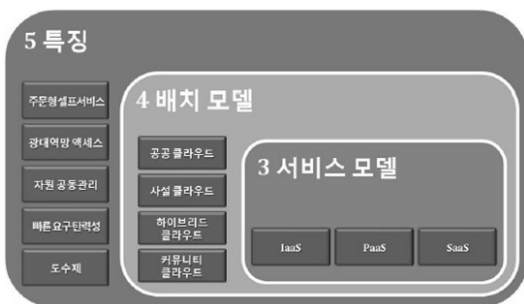 5 특징
주문형셀프서비스
광대역망 액세스
자원 공동관리
빠른요구탄력성
도수제
4 배치 모델
공공 클라우드
사설 클라우드
하이브리드
클라우드
커뮤니티
클라우드
3 서비스 모델
IaaS
PaaS
SaaS